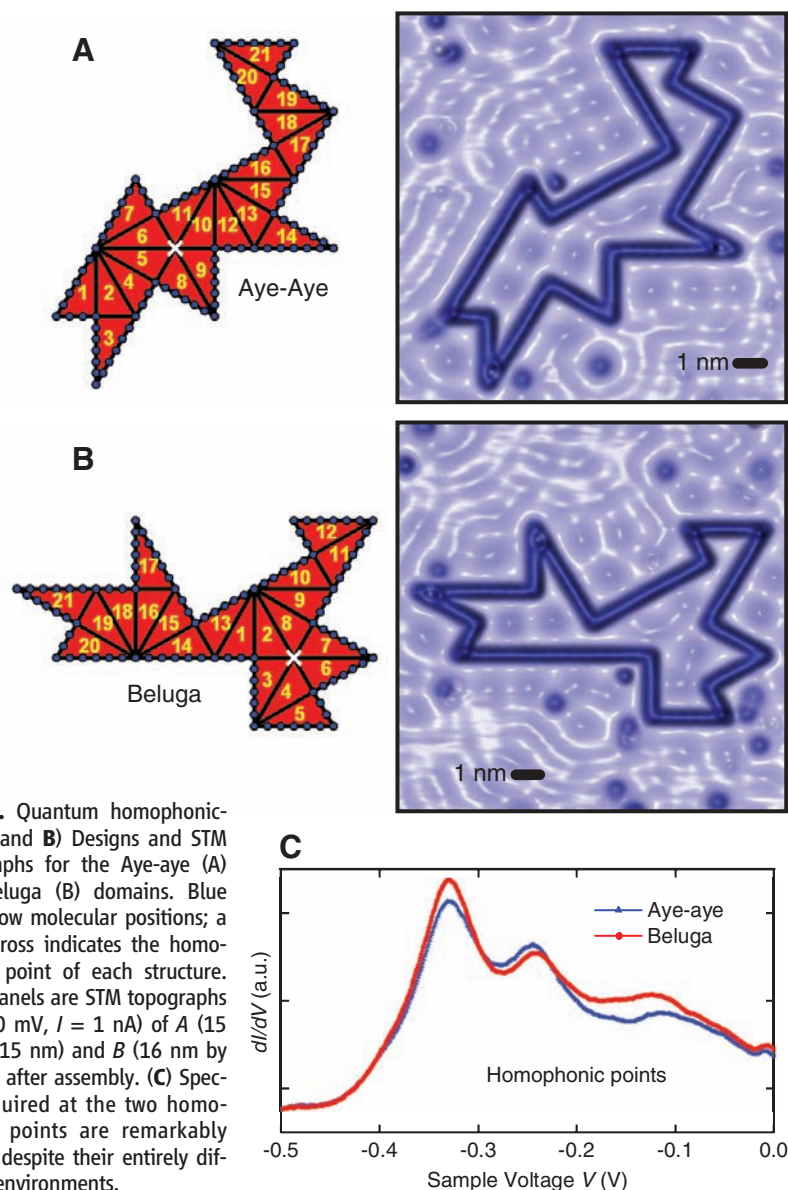 A
21
20
19
18
17
16
15
7
11
10
12
13
6
14
5
9
8
4
1
2
3
Aye-Aye
1 nm
B
12
11
17
10
9
21
18
16
19
15
13
1
2
8
20
14
7
6
3
4
5
Beluga
1 nm
. Quantum homophonic-
and B) Designs and STM
aphs for the Aye-aye (A)
eluga (B) domains. Blue
ow molecular positions; a
ross indicates the homo-
point of each structure.
anels are STM topographs
0 mV, I = 1 nA) of A (15
15 nm) and B (16 nm by
after assembly. (C) Spec-
uired at the two homo-
points are remarkably
despite their entirely dif-
environments.
C
Aye-aye
Beluga
dI/dV (a.u.)
Homophonic points
-0.5 -0.4 -0.3 -0.2 -0.1 0.0
Sample Voltage V (V)